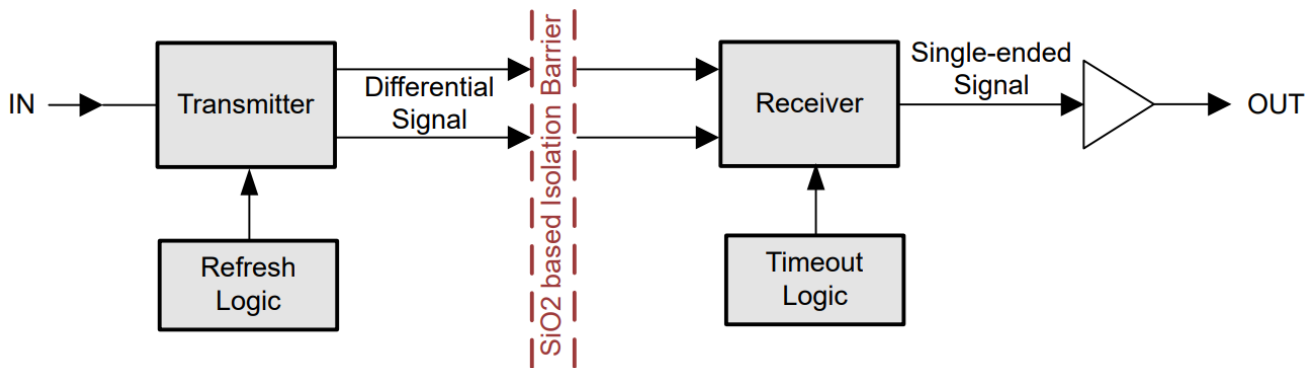 IN
Transmitter
Differential
Signal
SiO2 based Isolation Barrier
Receiver
Single-ended
Signal
OUT
Refresh
Logic
Timeout
Logic